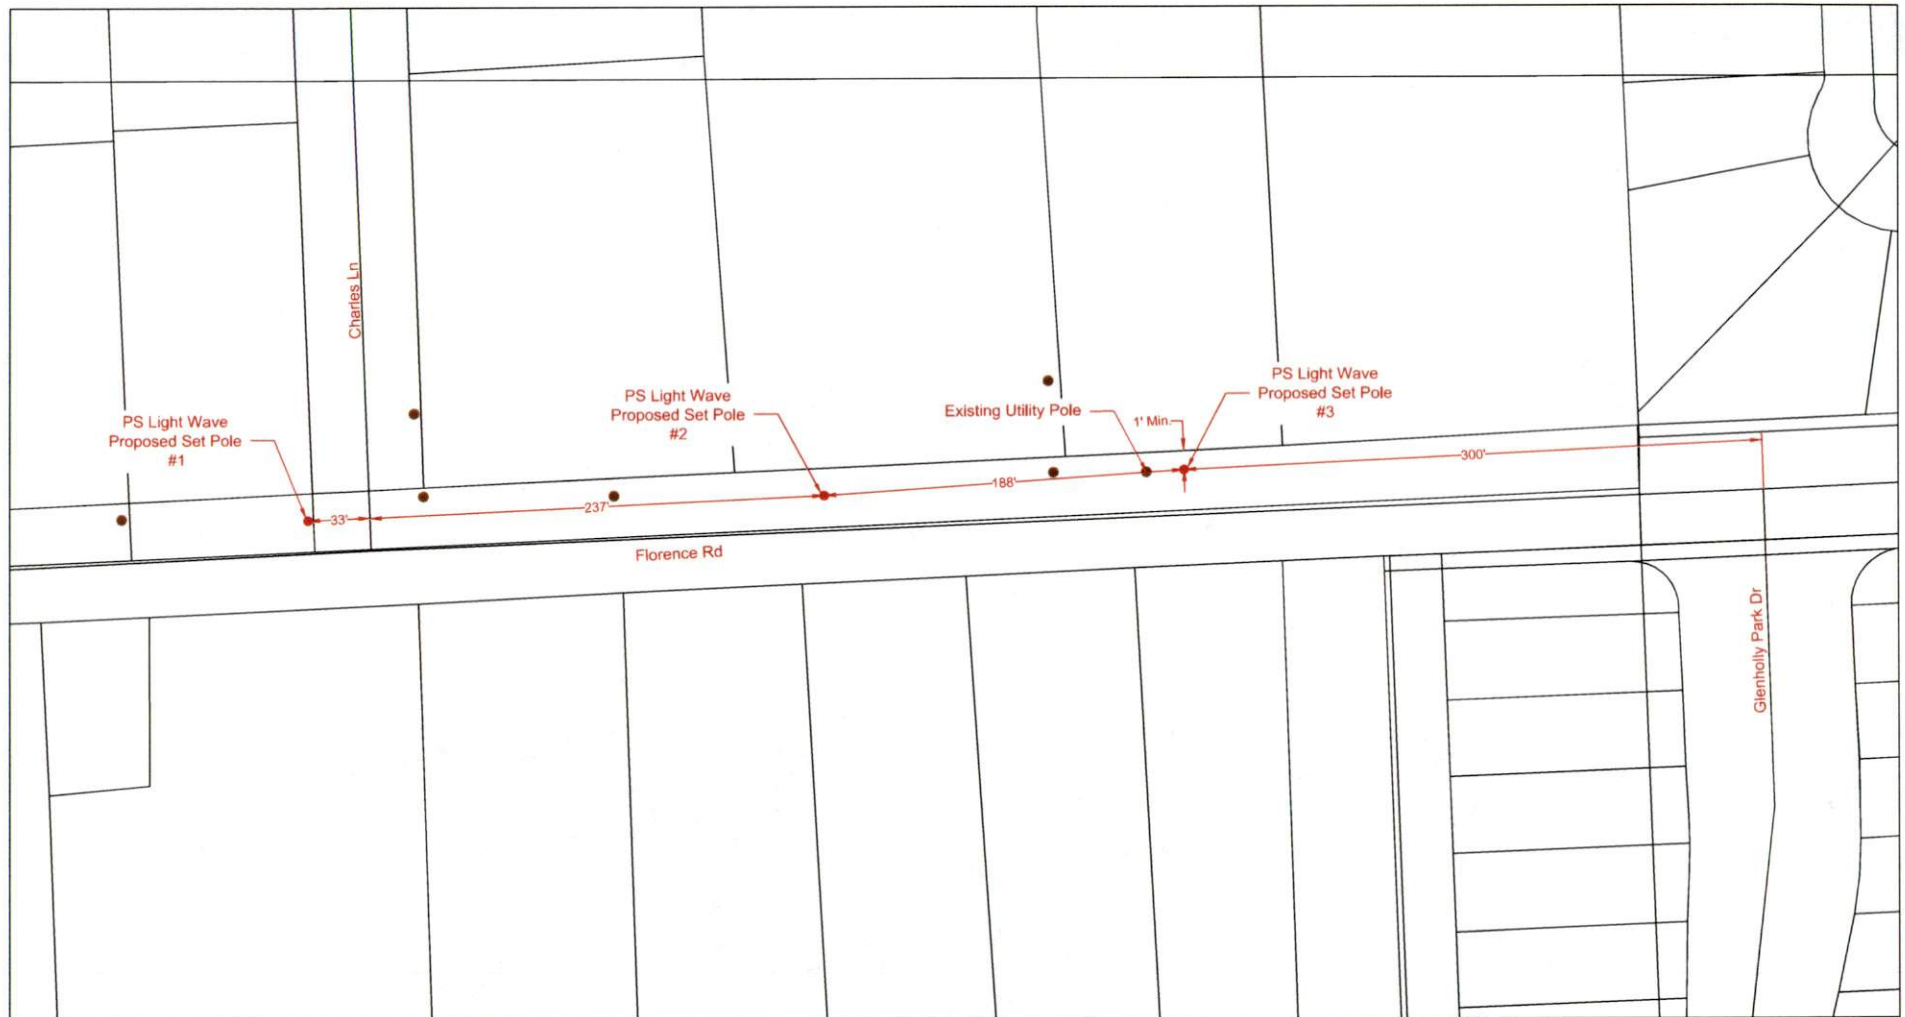 Charles Ln
PS Light Wave
Proposed Set Pole
#1
PS Light Wave
Proposed Set Pole
#2
Existing Utility Pole
1' Min.
PS Light Wave
Proposed Set Pole
#3
33'
237'
188'
300'
Florence Rd
Glenholly Park Dr